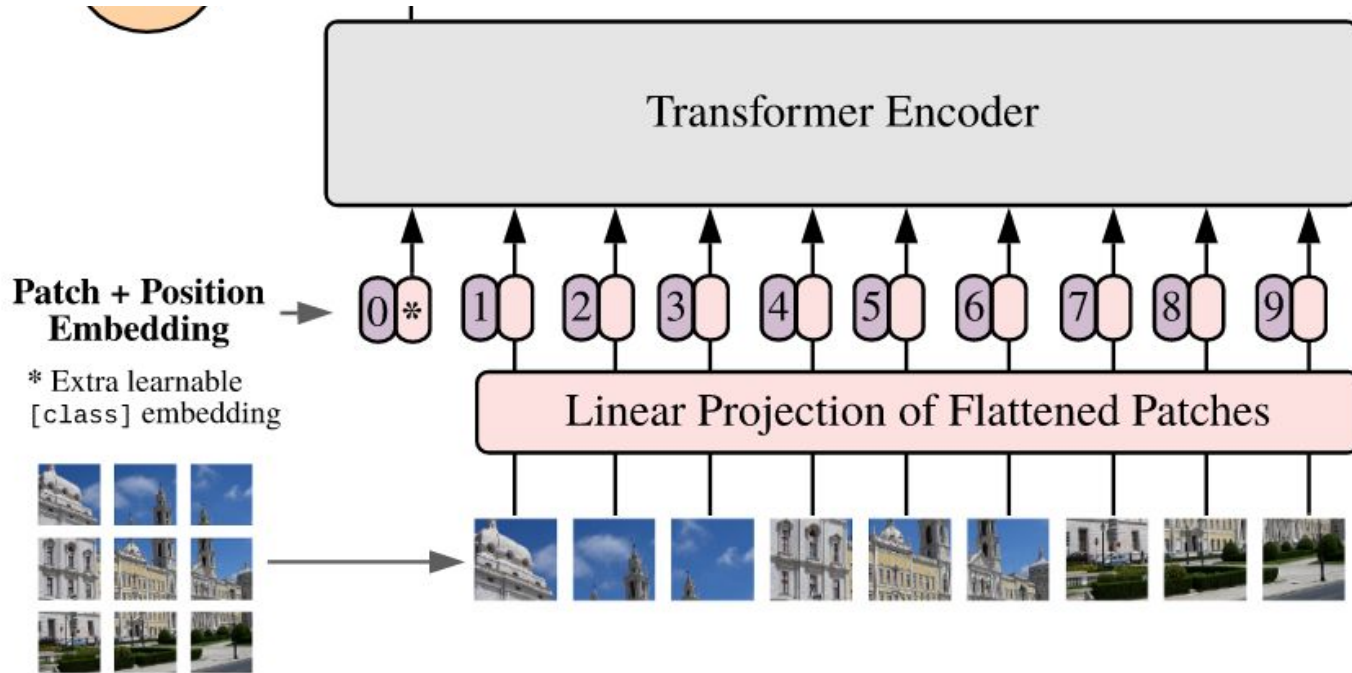 Transformer Encoder
Patch + Position
Embedding
0 * 1 2 3 4 5 6 7 8 9
* Extra learnable
[class] embedding
Linear Projection of Flattened Patches